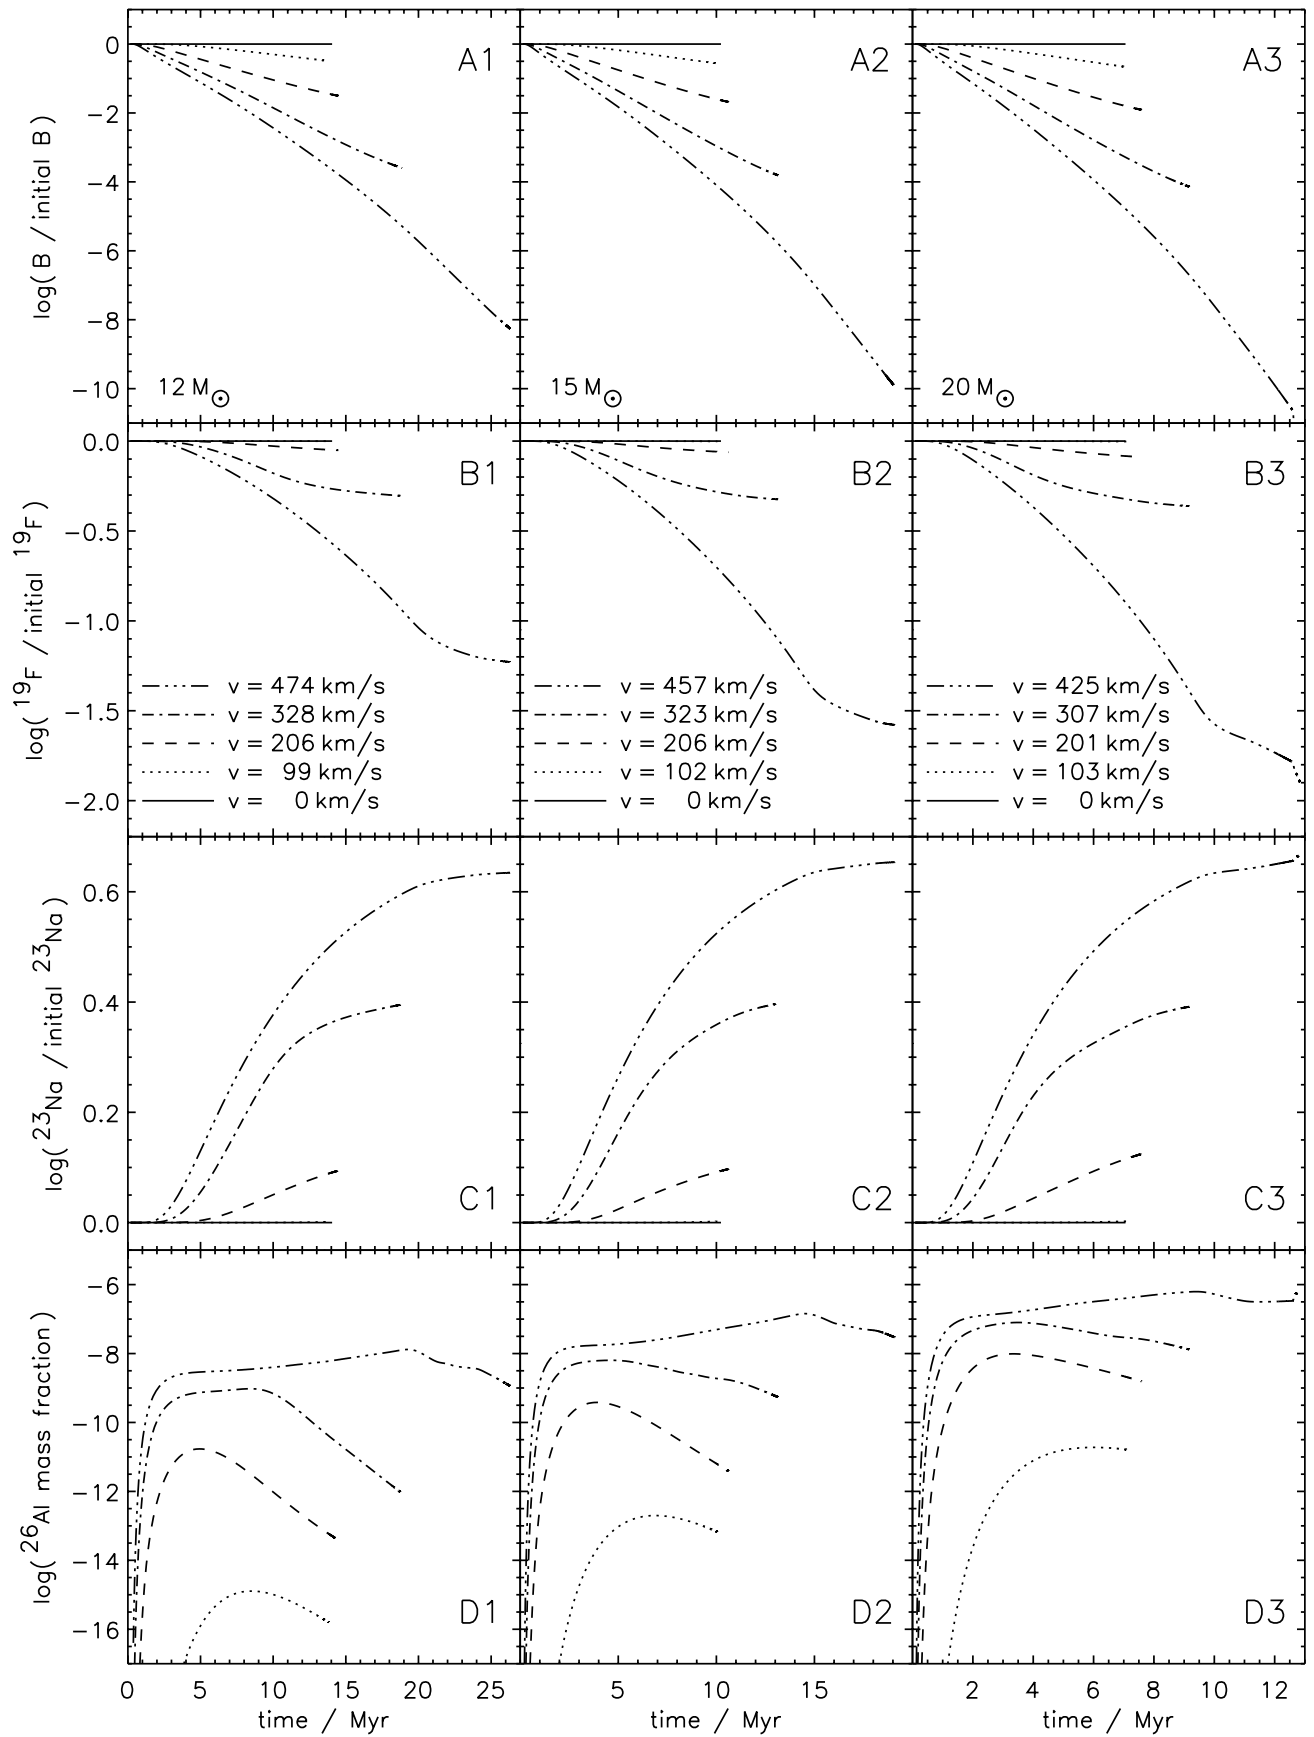 A1 A2 A3
0
−2
−4
−6
−8
−10
log( B / initial B )
12 M☉ 15 M☉ 20 M☉
B1 B2 B3
0.0
−0.5
−1.0
−1.5
−2.0
log( ¹⁹F / initial ¹⁹F )
v = 474 km/s
v = 328 km/s
v = 206 km/s
v = 99 km/s
v = 0 km/s
v = 457 km/s
v = 323 km/s
v = 206 km/s
v = 102 km/s
v = 0 km/s
v = 425 km/s
v = 307 km/s
v = 201 km/s
v = 103 km/s
v = 0 km/s
0.6
0.4
0.2
0.0
log( ²³Na / initial ²³Na )
C1 C2 C3
−6
−8
−10
−12
−14
−16
log( ²⁶Al mass fraction )
D1 D2 D3
0 5 10 15 20 25 5 10 15 2 4 6 8 10 12
time / Myr time / Myr time / Myr